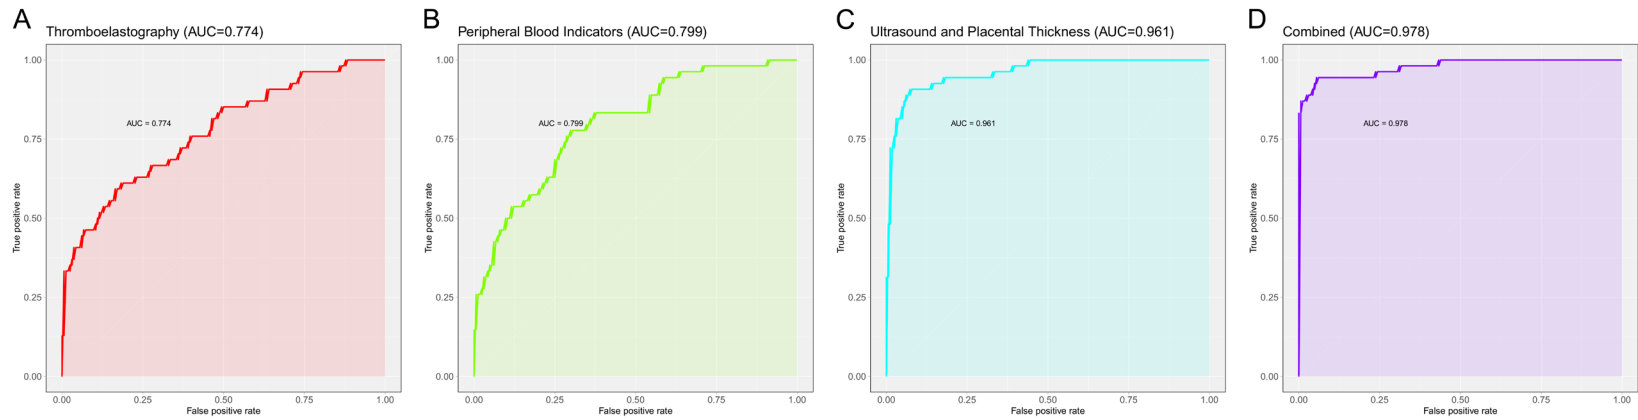 A
Thromboelastography (AUC=0.774)
True positive rate
1.00
0.75
0.50
0.25
0.00
AUC = 0.774
0.00 0.25 0.50 0.75 1.00
False positive rate
B
Peripheral Blood Indicators (AUC=0.799)
True positive rate
1.00
0.75
0.50
0.25
0.00
AUC = 0.799
0.00 0.25 0.50 0.75 1.00
False positive rate
C
Ultrasound and Placental Thickness (AUC=0.961)
True positive rate
1.00
0.75
0.50
0.25
0.00
AUC = 0.961
0.00 0.25 0.50 0.75 1.00
False positive rate
D
Combined (AUC=0.978)
True positive rate
1.00
0.75
0.50
0.25
0.00
AUC = 0.978
0.00 0.25 0.50 0.75 1.00
False positive rate